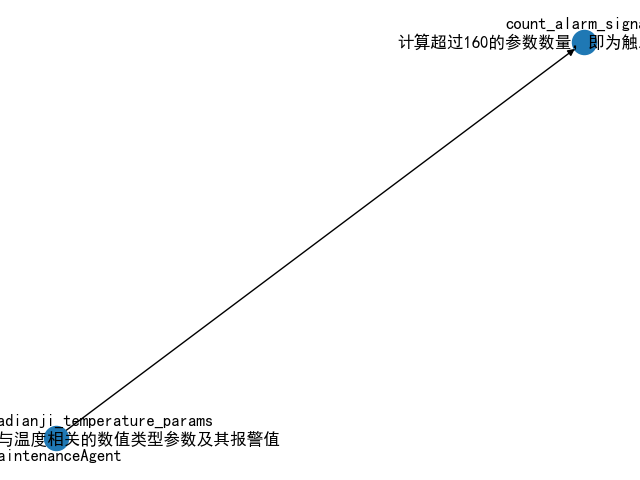 count_alarm_signa
计算超过160的参数数量，即为触
adianji_temperature_params
与温度相关的数值类型参数及其报警值
aintenanceAgent